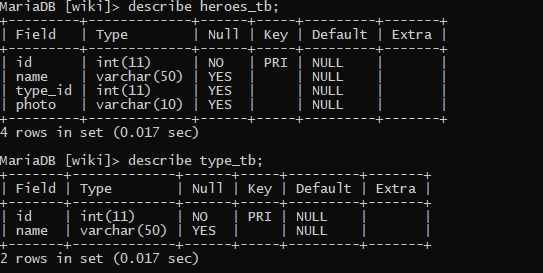 MariaDB [wiki]> describe heroes_tb;
+---------+-------------+------+-----+---------+-------+
| Field   | Type        | Null | Key | Default | Extra |
+---------+-------------+------+-----+---------+-------+
| id      | int(11)     | NO   | PRI | NULL    |       |
| name    | varchar(50) | YES  |     | NULL    |       |
| type_id | int(11)     | YES  |     | NULL    |       |
| photo   | varchar(10) | YES  |     | NULL    |       |
+---------+-------------+------+-----+---------+-------+
4 rows in set (0.017 sec)

MariaDB [wiki]> describe type_tb;
+-------+-------------+------+-----+---------+-------+
| Field | Type        | Null | Key | Default | Extra |
+-------+-------------+------+-----+---------+-------+
| id    | int(11)     | NO   | PRI | NULL    |       |
| name  | varchar(50) | YES  |     | NULL    |       |
+-------+-------------+------+-----+---------+-------+
2 rows in set (0.017 sec)